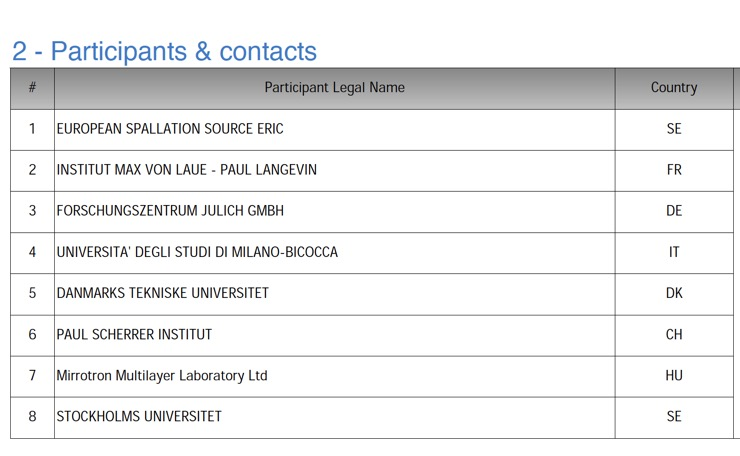 2 - Participants & contacts
# Participant Legal Name Country
1 EUROPEAN SPALLATION SOURCE ERIC SE
2 INSTITUT MAX VON LAUE - PAUL LANGEVIN FR
3 FORSCHUNGSZENTRUM JULICH GMBH DE
4 UNIVERSITA' DEGLI STUDI DI MILANO-BICOCCA IT
5 DANMARKS TEKNISKE UNIVERSITET DK
6 PAUL SCHERRER INSTITUT CH
7 Mirrotron Multilayer Laboratory Ltd HU
8 STOCKHOLMS UNIVERSITET SE